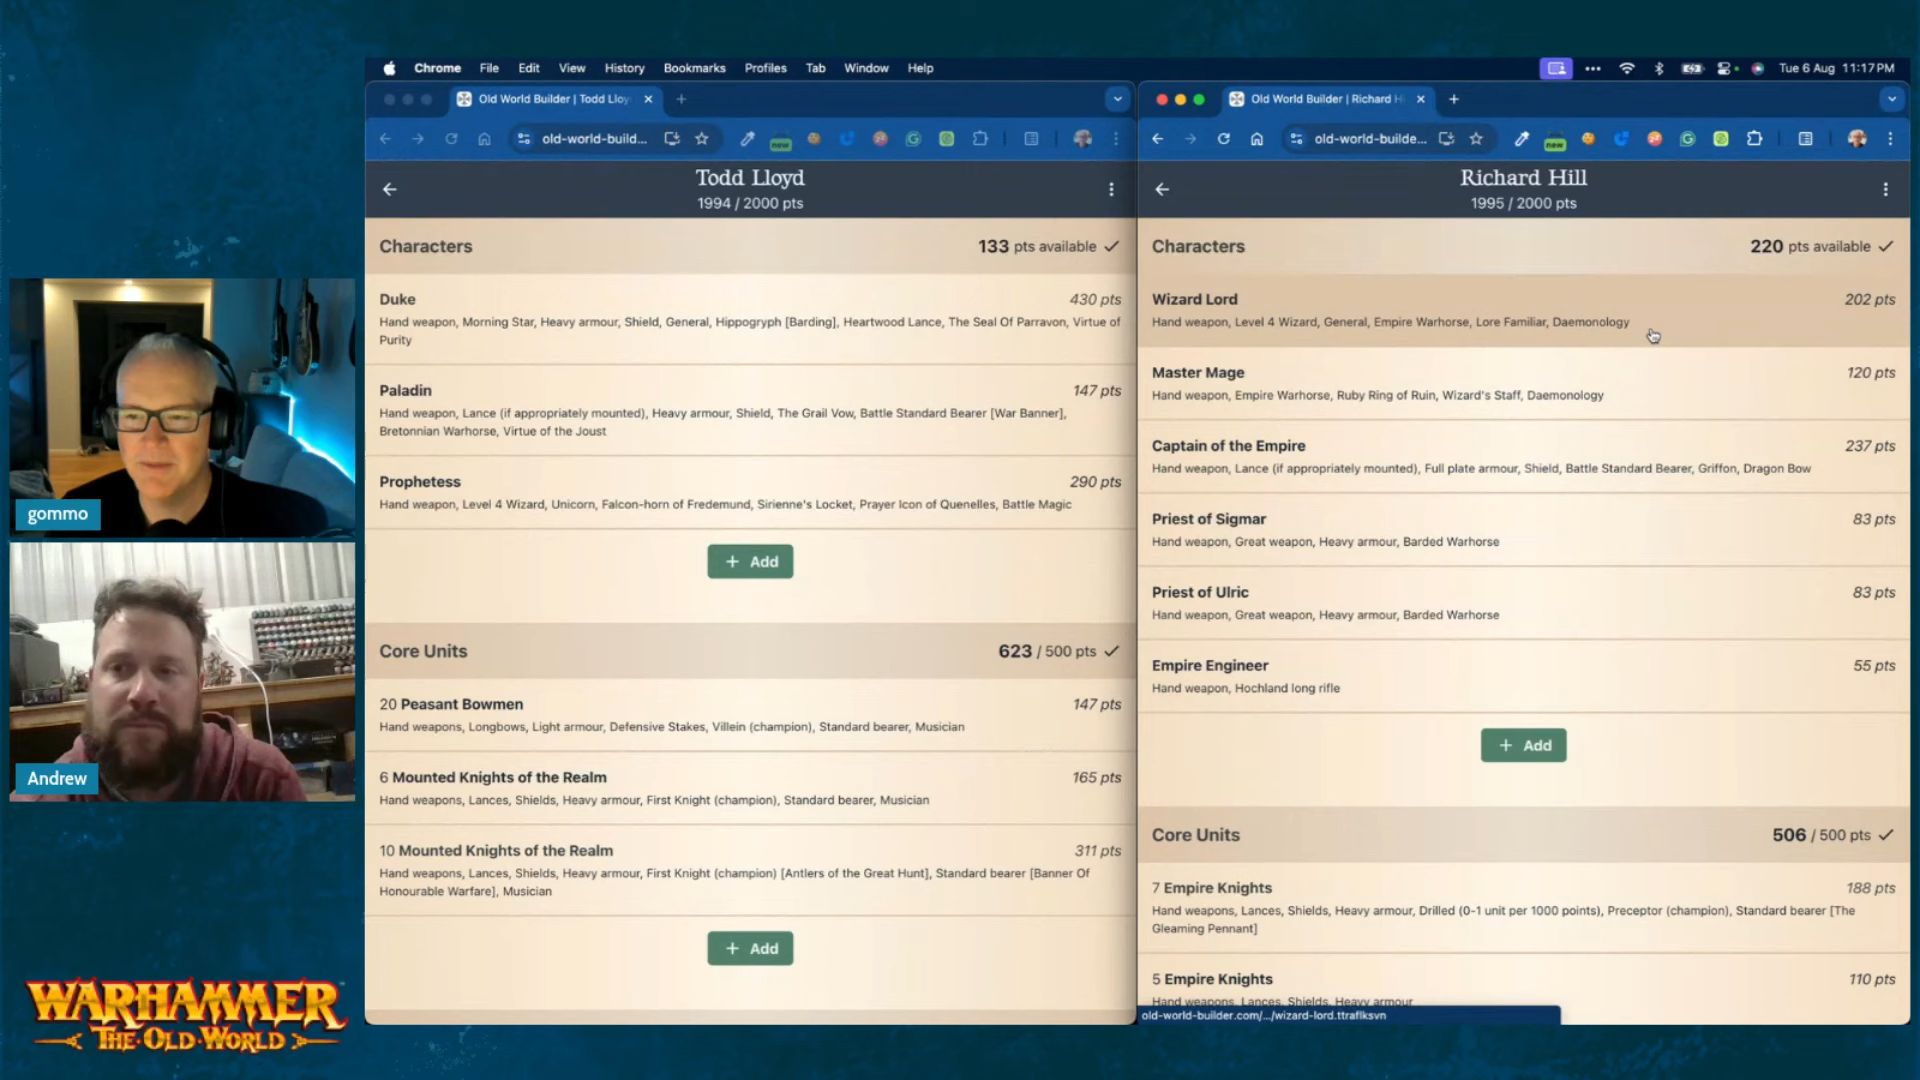 Chrome File Edit View History Bookmarks Profiles Tab Window Help
Tue 6 Aug 11:17PM
Old World Builder | Todd Lloy
old-world-build...
new
Todd Lloyd
1994 / 2000 pts
Characters 133 pts available
Duke 430 pts
Hand weapon, Morning Star, Heavy armour, Shield, General, Hippogryph [Barding], Heartwood Lance, The Seal Of Parravon, Virtue of
Purity
Paladin 147 pts
Hand weapon, Lance (if appropriately mounted), Heavy armour, Shield, The Grail Vow, Battle Standard Bearer [War Banner],
Bretonnian Warhorse, Virtue of the Joust
Prophetess 290 pts
Hand weapon, Level 4 Wizard, Unicorn, Falcon-horn of Fredemund, Sirienne's Locket, Prayer Icon of Quenelles, Battle Magic
+ Add
Core Units 623 / 500 pts
20 Peasant Bowmen 147 pts
Hand weapons, Longbows, Light armour, Defensive Stakes, Villein (champion), Standard bearer, Musician
6 Mounted Knights of the Realm 165 pts
Hand weapons, Lances, Shields, Heavy armour, First Knight (champion), Standard bearer, Musician
10 Mounted Knights of the Realm 311 pts
Hand weapons, Lances, Shields, Heavy armour, First Knight (champion) [Antlers of the Great Hunt], Standard bearer [Banner Of
Honourable Warfare], Musician
+ Add
Old World Builder | Richard H
old-world-builde...
new
Richard Hill
1995 / 2000 pts
Characters 220 pts available
Wizard Lord 202 pts
Hand weapon, Level 4 Wizard, General, Empire Warhorse, Lore Familiar, Daemonology
Master Mage 120 pts
Hand weapon, Empire Warhorse, Ruby Ring of Ruin, Wizard's Staff, Daemonology
Captain of the Empire 237 pts
Hand weapon, Lance (if appropriately mounted), Full plate armour, Shield, Battle Standard Bearer, Griffon, Dragon Bow
Priest of Sigmar 83 pts
Hand weapon, Great weapon, Heavy armour, Barded Warhorse
Priest of Ulric 83 pts
Hand weapon, Great weapon, Heavy armour, Barded Warhorse
Empire Engineer 55 pts
Hand weapon, Hochland long rifle
+ Add
Core Units 506 / 500 pts
7 Empire Knights 188 pts
Hand weapons, Lances, Shields, Heavy armour, Drilled (0-1 unit per 1000 points), Preceptor (champion), Standard bearer [The
Gleaming Pennant]
5 Empire Knights 110 pts
Hand weapons, Lances, Shields, Heavy armour
old-world-builder.com/.../wizard-lord.ttraflksvn
gommo
Andrew
WARHAMMER
THE OLD WORLD